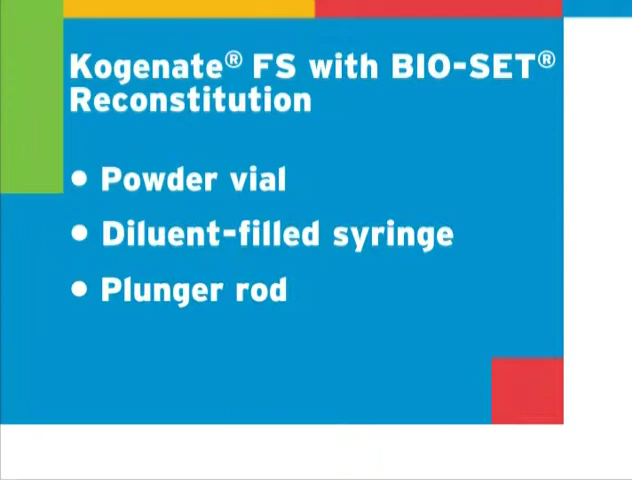 Kogenate® FS with BIO-SET®
Reconstitution
• Powder vial
• Diluent-filled syringe
• Plunger rod